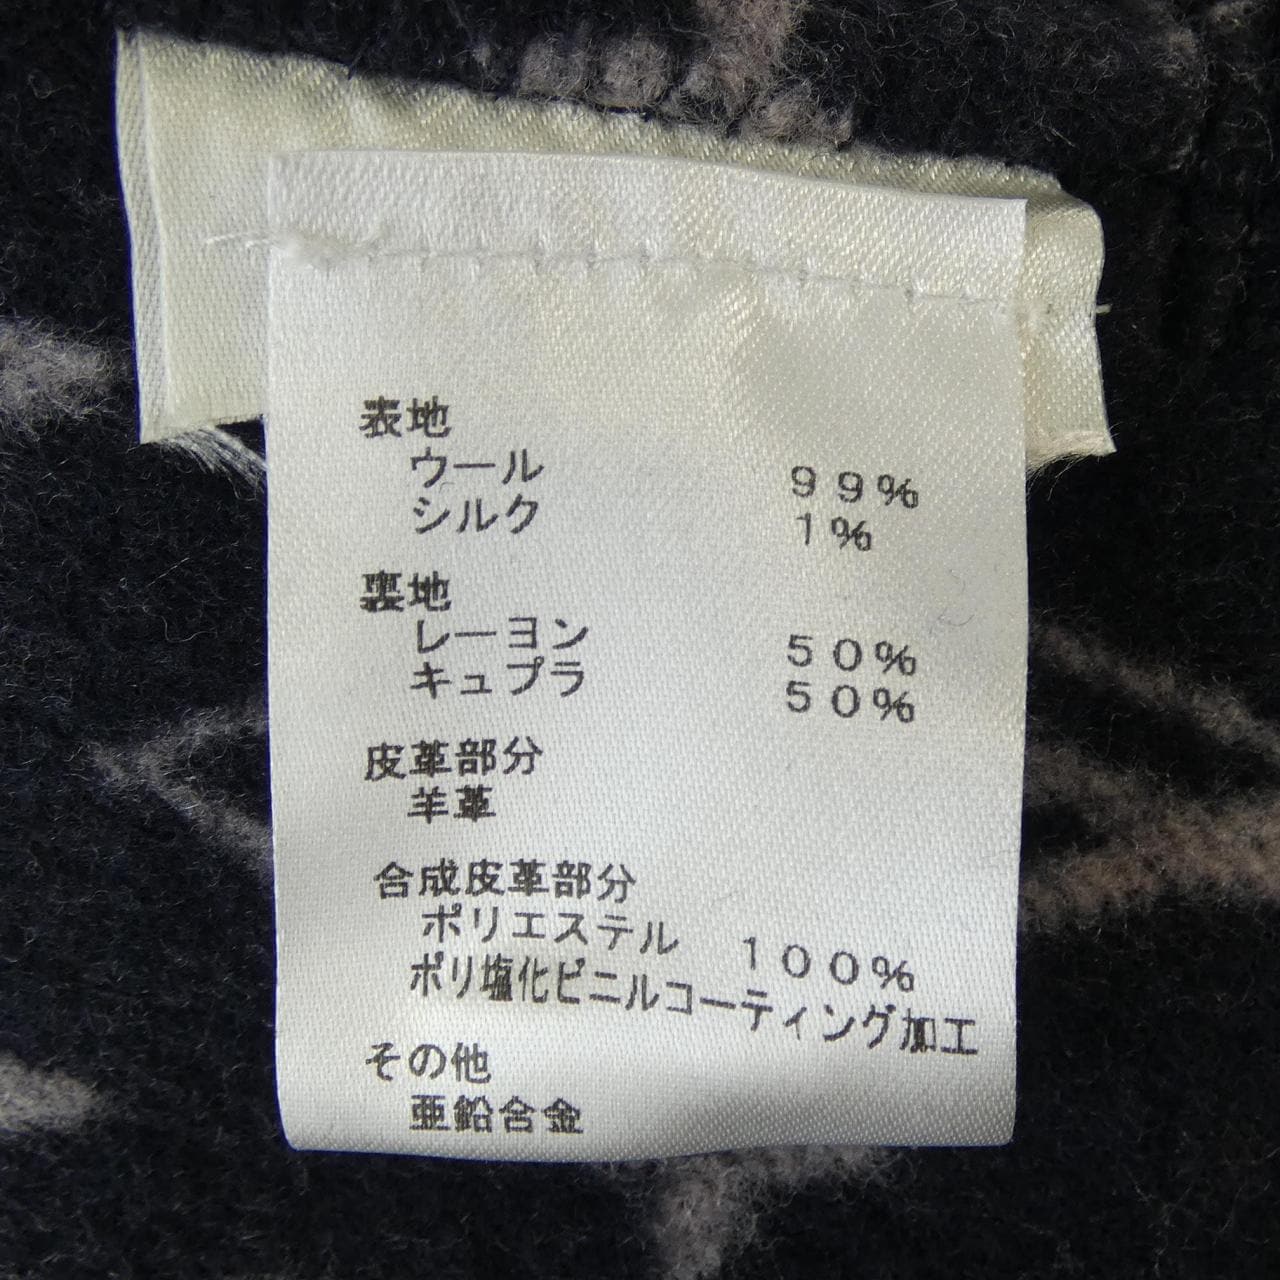 表地
ウール 99%
シルク 1%
裏地
レーヨン 50%
キュプラ 50%
皮革部分
羊革
合成皮革部分
ポリエステル 100%
ポリ塩化ビニルコーティング加工
その他
亜鉛合金